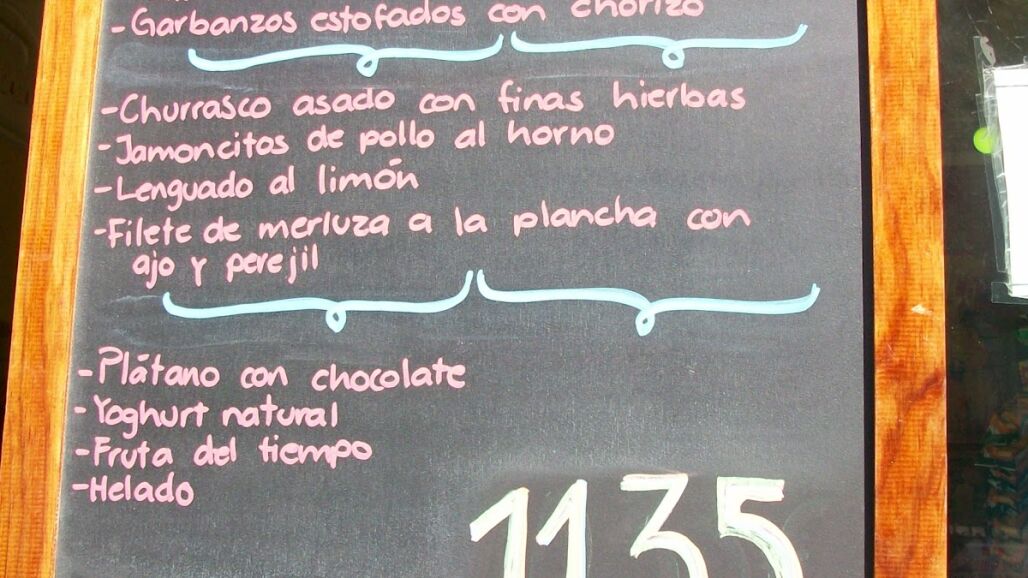 -Garbanzos estofados con chorizo
-Churrasco asado con finas hierbas
-Jamoncitos de pollo al horno
-Lenguado al limón
-Filete de merluza a la plancha con
ajo y perejil
-Plátano con chocolate
-Yoghurt natural
-Fruta del tiempo
-Helado
1135